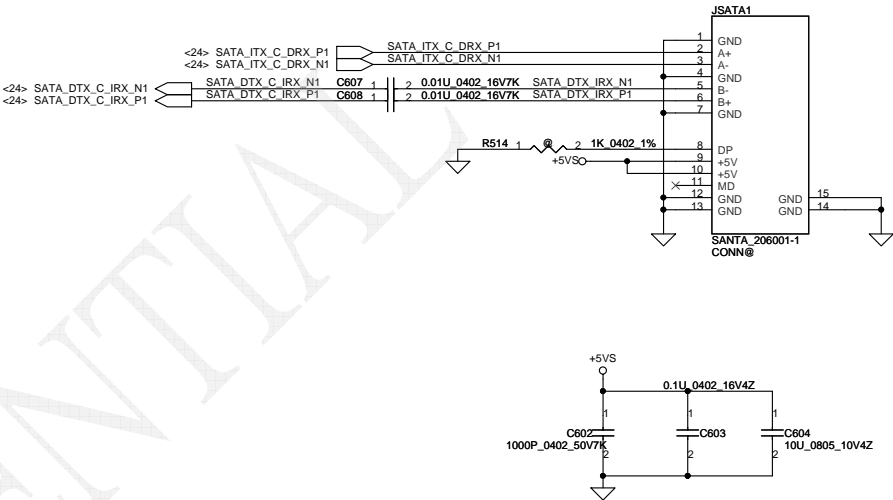 JSATA1
1 GND
<24> SATA_ITX_C_DRX_P1 SATA_ITX_C_DRX_P1 2 A+
<24> SATA_ITX_C_DRX_N1 SATA_ITX_C_DRX_N1 3 A-
4 GND
<24> SATA_DTX_C_IRX_N1 SATA_DTX_C_IRX_N1 C607 1 2 0.01U_0402_16V7K SATA_DTX_IRX_N1 5 B-
<24> SATA_DTX_C_IRX_P1 SATA_DTX_C_IRX_P1 C608 1 2 0.01U_0402_16V7K SATA_DTX_IRX_P1 6 B+
7 GND
R514 1 @ 2 1K_0402_1% 8 DP
+5VS 9 +5V
10 +5V
11 MD
12 GND GND 15
13 GND GND 14
SANTA_206001-1
CONN@
+5VS
0.1U_0402_16V4Z
1 1 1
C602 C603 C604
1000P_0402_50V7K 10U_0805_10V4Z
2 2 2
ENTIAL